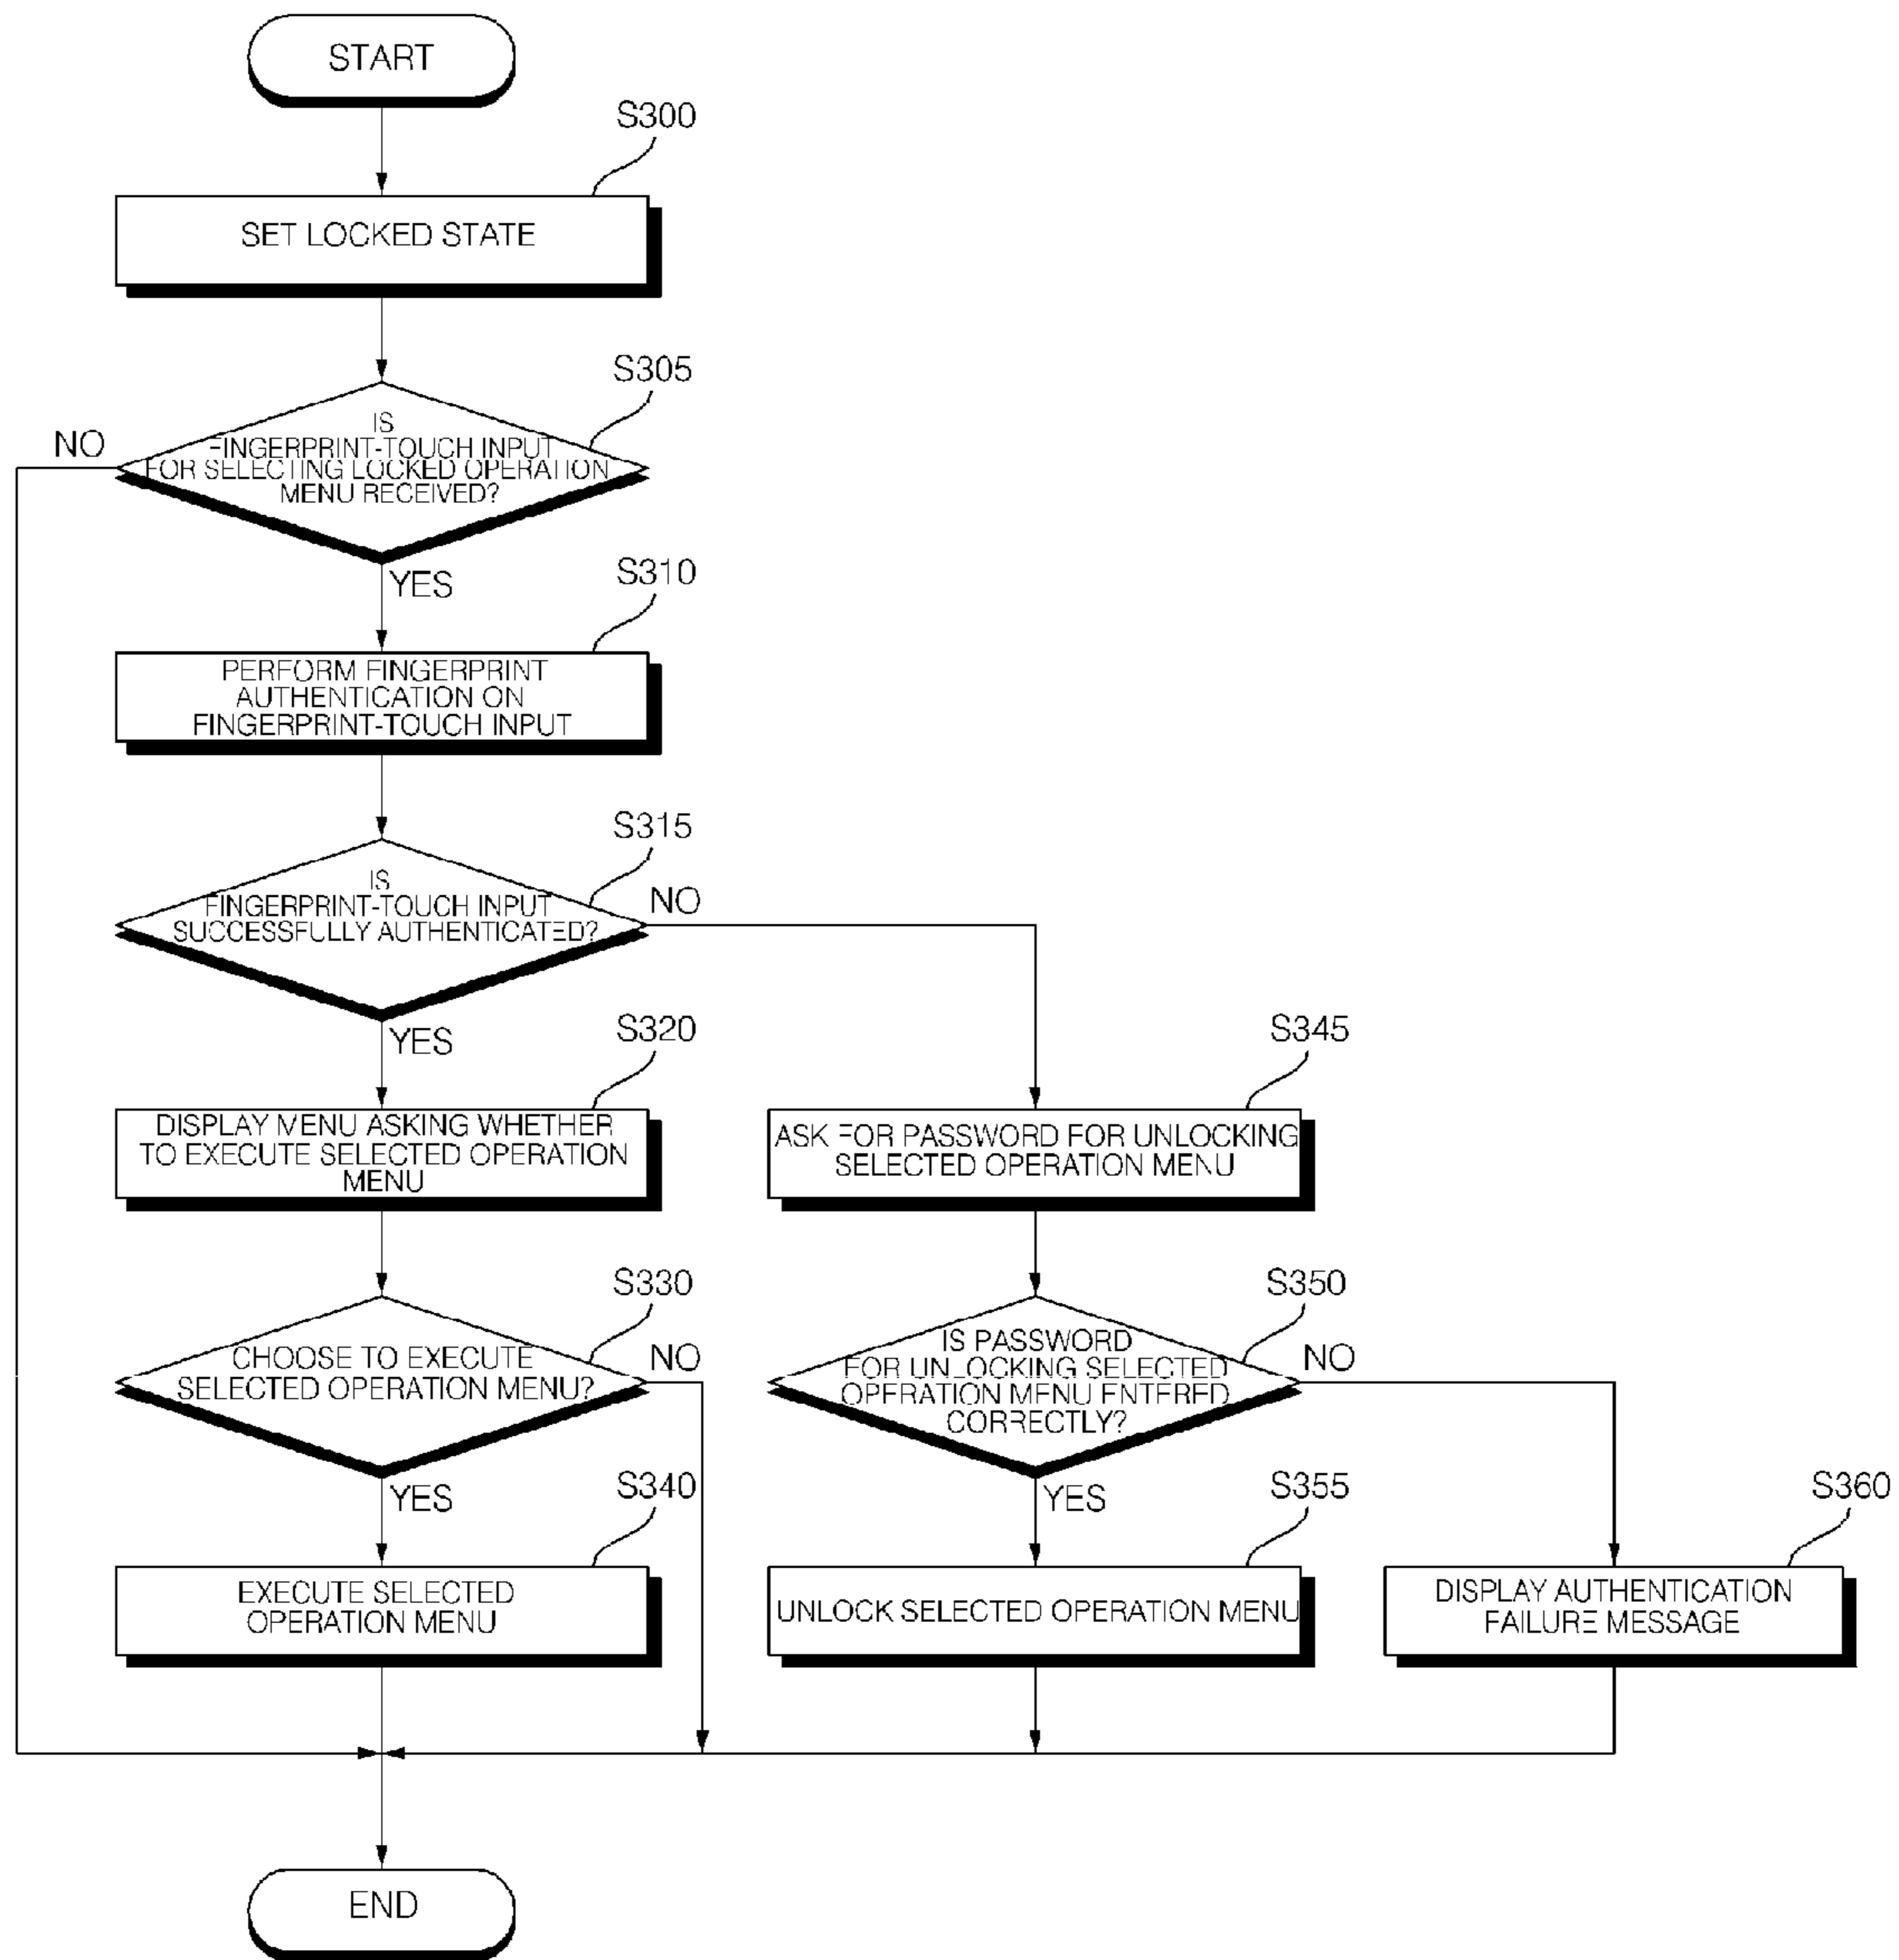 START
S300
SET LOCKED STATE
S305
NO
IS
FINGERPRINT-TOUCH INPUT
FOR SELECTING LOCKED OPERATION
MENU RECEIVED?
YES
S310
PERFORM FINGERPRINT
AUTHENTICATION ON
FINGERPRINT-TOUCH INPUT
S315
IS
FINGERPRINT-TOUCH INPUT
SUCCESSFULLY AUTHENTICATED?
NO
YES
S320
DISPLAY MENU ASKING WHETHER
TO EXECUTE SELECTED OPERATION
MENU
S345
ASK FOR PASSWORD FOR UNLOCKING
SELECTED OPERATION MENU
S330
CHOOSE TO EXECUTE
SELECTED OPERATION MENU?
NO
YES
S350
IS PASSWORD
FOR UNLOCKING SELECTED
OPERATION MENU ENTERED
CORRECTLY?
NO
YES
S340
EXECUTE SELECTED
OPERATION MENU
S355
UNLOCK SELECTED OPERATION MENU
S360
DISPLAY AUTHENTICATION
FAILURE MESSAGE
END